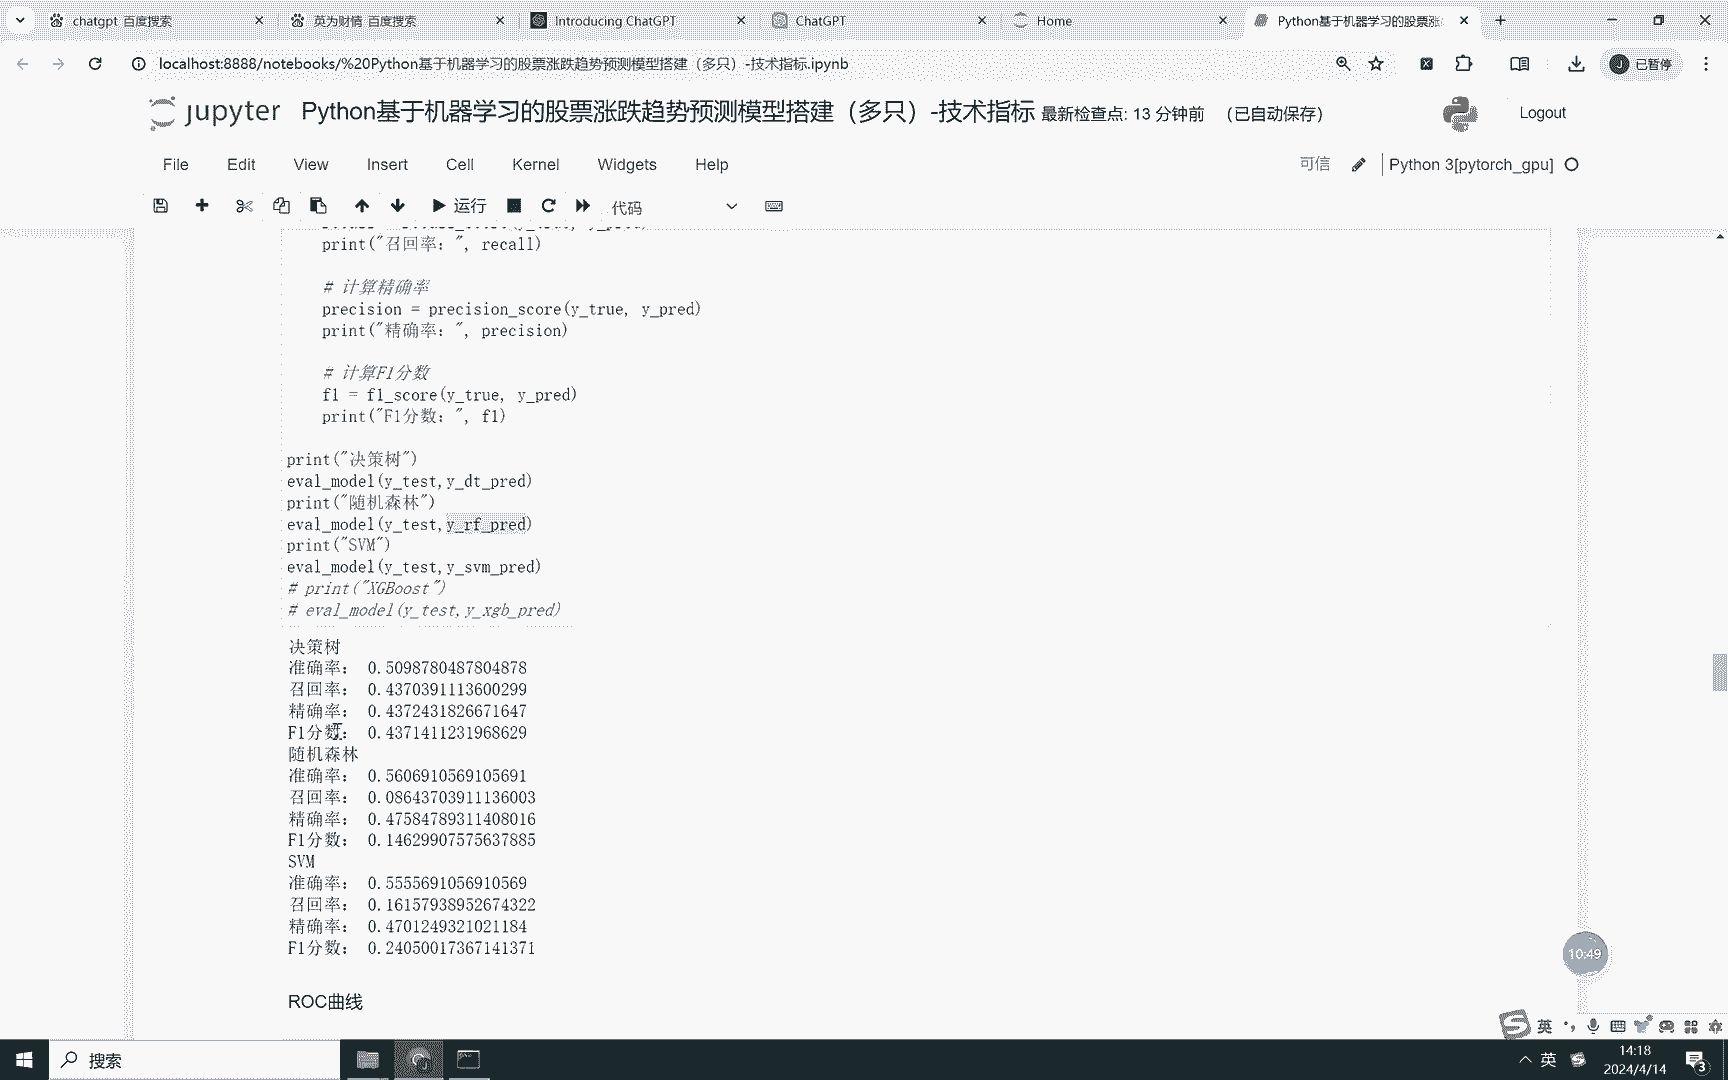 chatgpt_百度搜索
英为财情_百度搜索
Introducing ChatGPT
ChatGPT
Home
Python基于机器学习的股票涨
localhost:8888/notebooks/%20Python基于机器学习的股票涨跌趋势预测模型搭建（多只）-技术指标.ipynb
已暂停
jupyter Python基于机器学习的股票涨跌趋势预测模型搭建（多只）-技术指标 最新检查点: 13 分钟前 （已自动保存）
Logout
File Edit View Insert Cell Kernel Widgets Help
可信 Python 3[pytorch_gpu]
运行 代码
print("召回率：", recall)
# 计算精确率
precision = precision_score(y_true, y_pred)
print("精确率：", precision)
# 计算F1分数
f1 = f1_score(y_true, y_pred)
print("F1分数：", f1)
print("决策树")
eval_model(y_test,y_dt_pred)
print("随机森林")
eval_model(y_test,y_rf_pred)
print("SVM")
eval_model(y_test,y_svm_pred)
# print("XGBoost")
# eval_model(y_test,y_xgb_pred)
决策树
准确率： 0.5098780487804878
召回率： 0.4370391113600299
精确率： 0.4372431826671647
F1分数： 0.4371411231968629
随机森林
准确率： 0.5606910569105691
召回率： 0.08643703911136003
精确率： 0.47584789311408016
F1分数： 0.14629907575637885
SVM
准确率： 0.5555691056910569
召回率： 0.16157938952674322
精确率： 0.4701249321021184
F1分数： 0.24050017367141371
ROC曲线
10:49
英
搜索
英
14:18
2024/4/14
3